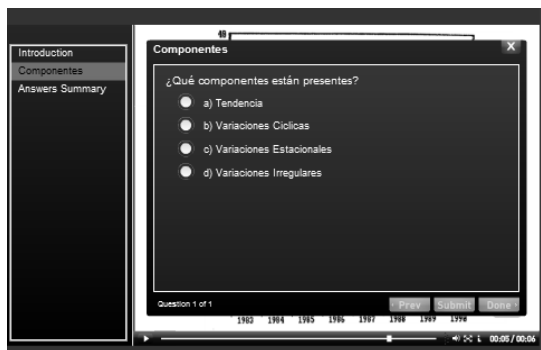 Introduction
Componentes
Answers Summary
48
Componentes
X
¿Qué componentes están presentes?
a) Tendencia
b) Variaciones Ciclicas
c) Variaciones Estacionales
d) Variaciones Irregulares
Question 1 of 1
Prev
Submit
Done
1983 1984 1985 1986 1987 1988 1989 1990
00:05 / 00:06